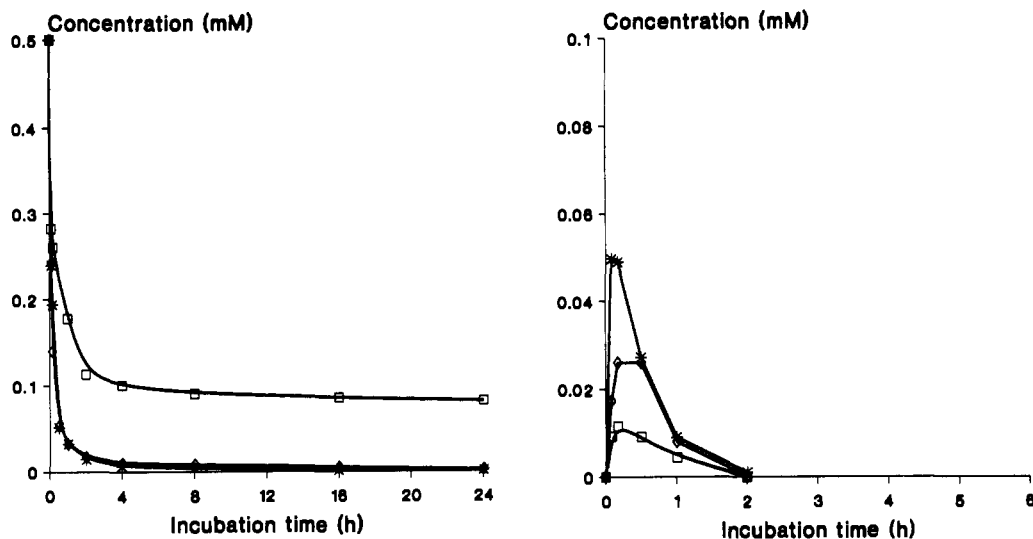 Concentration (mM)
0.5
0.4
0.3
0.2
0.1
0
0 4 8 12 16 20 24
Incubation time (h)
Concentration (mM)
0.1
0.08
0.06
0.04
0.02
0
0 1 2 3 4 5 6
Incubation time (h)